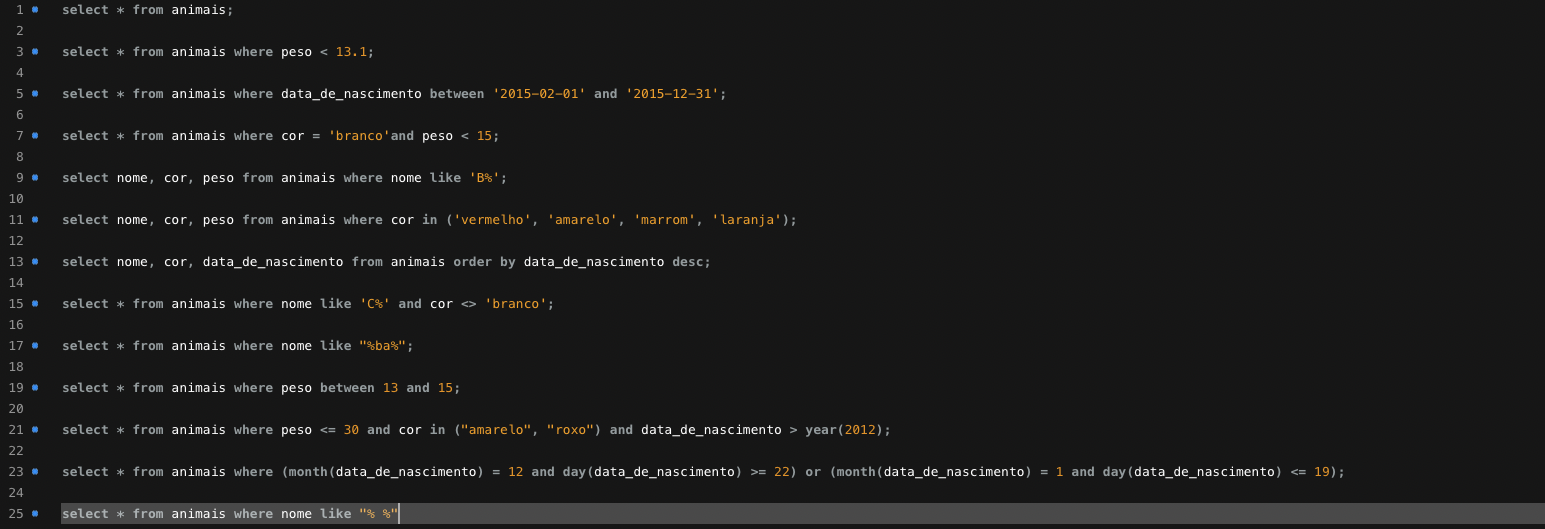 1 select * from animais;
2
3 select * from animais where peso < 13.1;
4
5 select * from animais where data_de_nascimento between '2015-02-01' and '2015-12-31';
6
7 select * from animais where cor = 'branco'and peso < 15;
8
9 select nome, cor, peso from animais where nome like 'B%';
10
11 select nome, cor, peso from animais where cor in ('vermelho', 'amarelo', 'marrom', 'laranja');
12
13 select nome, cor, data_de_nascimento from animais order by data_de_nascimento desc;
14
15 select * from animais where nome like 'C%' and cor <> 'branco';
16
17 select * from animais where nome like "%ba%";
18
19 select * from animais where peso between 13 and 15;
20
21 select * from animais where peso <= 30 and cor in ("amarelo", "roxo") and data_de_nascimento > year(2012);
22
23 select * from animais where (month(data_de_nascimento) = 12 and day(data_de_nascimento) >= 22) or (month(data_de_nascimento) = 1 and day(data_de_nascimento) <= 19);
24
25 select * from animais where nome like "% %"